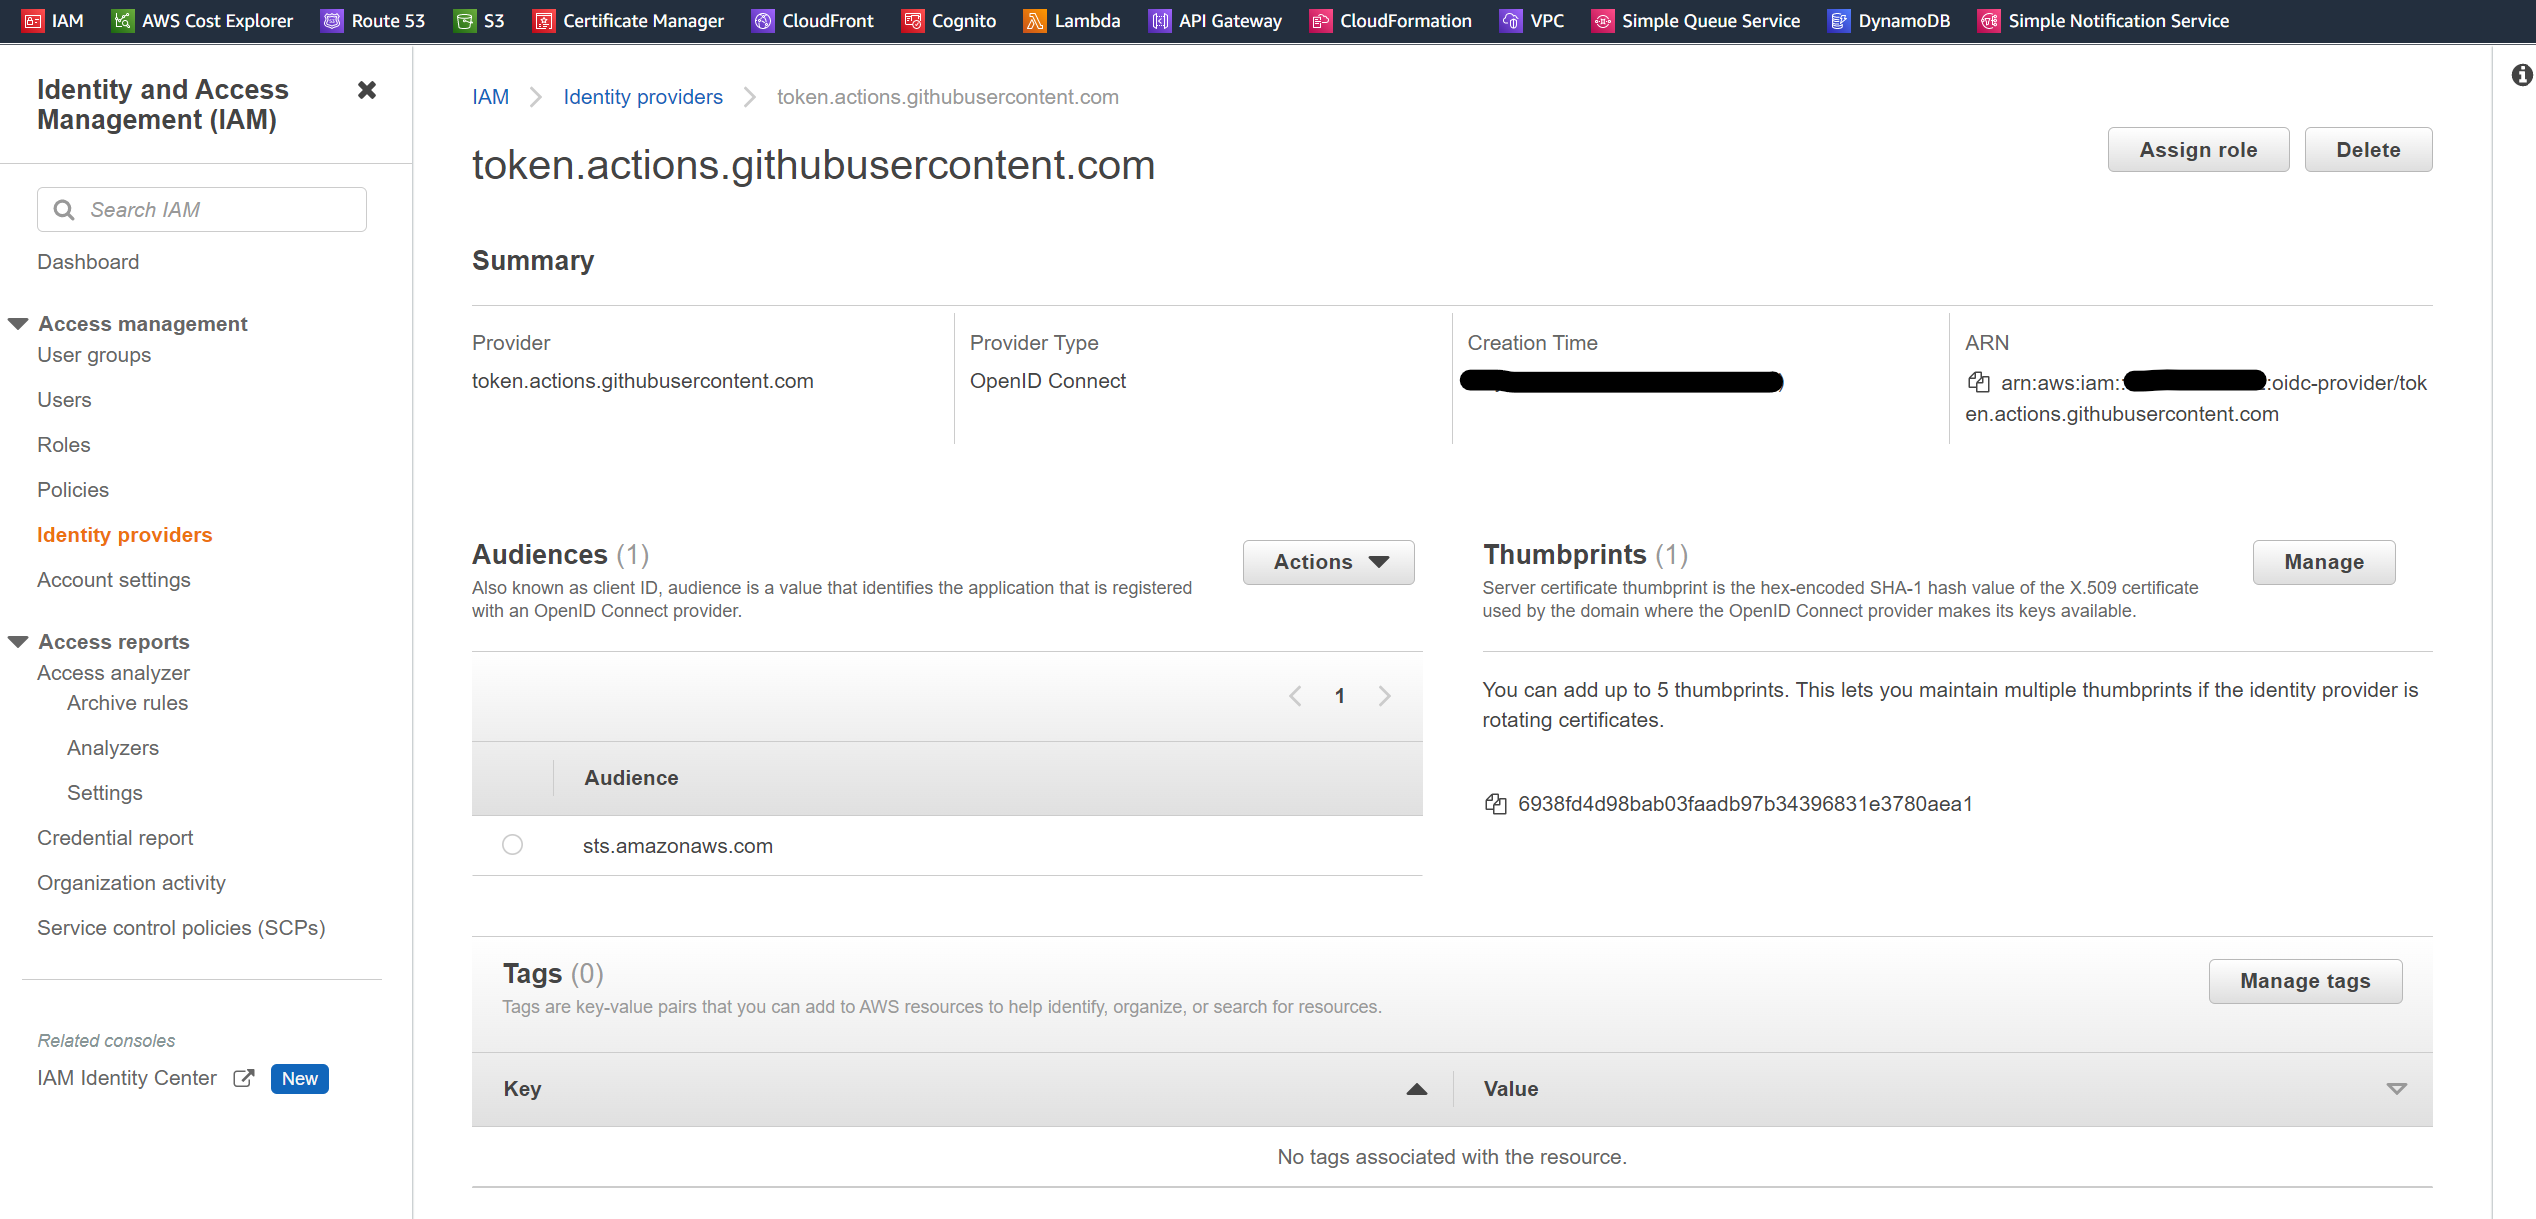 IAM AWS Cost Explorer Route 53 S3 Certificate Manager CloudFront Cognito Lambda API Gateway CloudFormation VPC Simple Queue Service DynamoDB Simple Notification Service
Identity and Access
Management (IAM)
Search IAM
Dashboard
Access management
User groups
Users
Roles
Policies
Identity providers
Account settings
Access reports
Access analyzer
Archive rules
Analyzers
Settings
Credential report
Organization activity
Service control policies (SCPs)
Related consoles
IAM Identity Center New
IAM Identity providers token.actions.githubusercontent.com
token.actions.githubusercontent.com
Assign role Delete
Summary
Provider
token.actions.githubusercontent.com
Provider Type
OpenID Connect
Creation Time
ARN
arn:aws:iam:: :oidc-provider/tok
en.actions.githubusercontent.com
Audiences (1)
Actions
Also known as client ID, audience is a value that identifies the application that is registered
with an OpenID Connect provider.
1
Audience
sts.amazonaws.com
Thumbprints (1)
Manage
Server certificate thumbprint is the hex-encoded SHA-1 hash value of the X.509 certificate
used by the domain where the OpenID Connect provider makes its keys available.
You can add up to 5 thumbprints. This lets you maintain multiple thumbprints if the identity provider is
rotating certificates.
6938fd4d98bab03faadb97b34396831e3780aea1
Tags (0)
Manage tags
Tags are key-value pairs that you can add to AWS resources to help identify, organize, or search for resources.
Key Value
No tags associated with the resource.